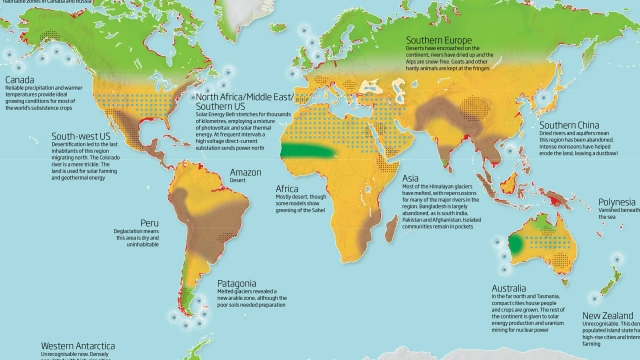 habitable zones in Canada and Russia
Canada
Reliable precipitation and warmer
temperatures provide ideal
growing conditions for most of
the world's subsistence crops
South-west US
Desertification led to the last
inhabitants of this region
migrating north. The Colorado
river is a mere trickle. The
land is used for solar farming
and geothermal energy
North Africa/Middle East/
Southern US
Solar Energy Belt stretches for thousands
of kilometres, employing a mixture
of photovoltaic and solar thermal
energy. At frequent intervals a
high voltage direct-current
substation sends power north
Southern Europe
Deserts have encroached on the
continent, rivers have dried up and the
Alps are snow-free. Goats and other
hardy animals are kept at the fringes
Southern China
Dried rivers and aquifers mean
this region has been abandoned.
Intense monsoons have helped
erode the land, leaving a dustbowl
Amazon
Desert
Africa
Mostly desert, though
some models show
greening of the Sahel
Asia
Most of the Himalayan glaciers
have melted, with repercussions
for many of the major rivers in the
region. Bangladesh is largely
abandoned, as is south India,
Pakistan and Afghanistan. Isolated
communities remain in pockets
Polynesia
Vanished beneath
the sea
Peru
Deglaciation means
this area is dry and
uninhabitable
Patagonia
Melted glaciers revealed a
new arable zone, although the
poor soils needed preparation
Australia
In the far north and Tasmania,
compact cities house people
and crops are grown. The rest of
the continent is given to solar
energy production and uranium
mining for nuclear power
New Zealand
Unrecognisable. This den
populated island state ha
high-rise cities and inten
farming
Western Antarctica
Unrecognisable now. Densely